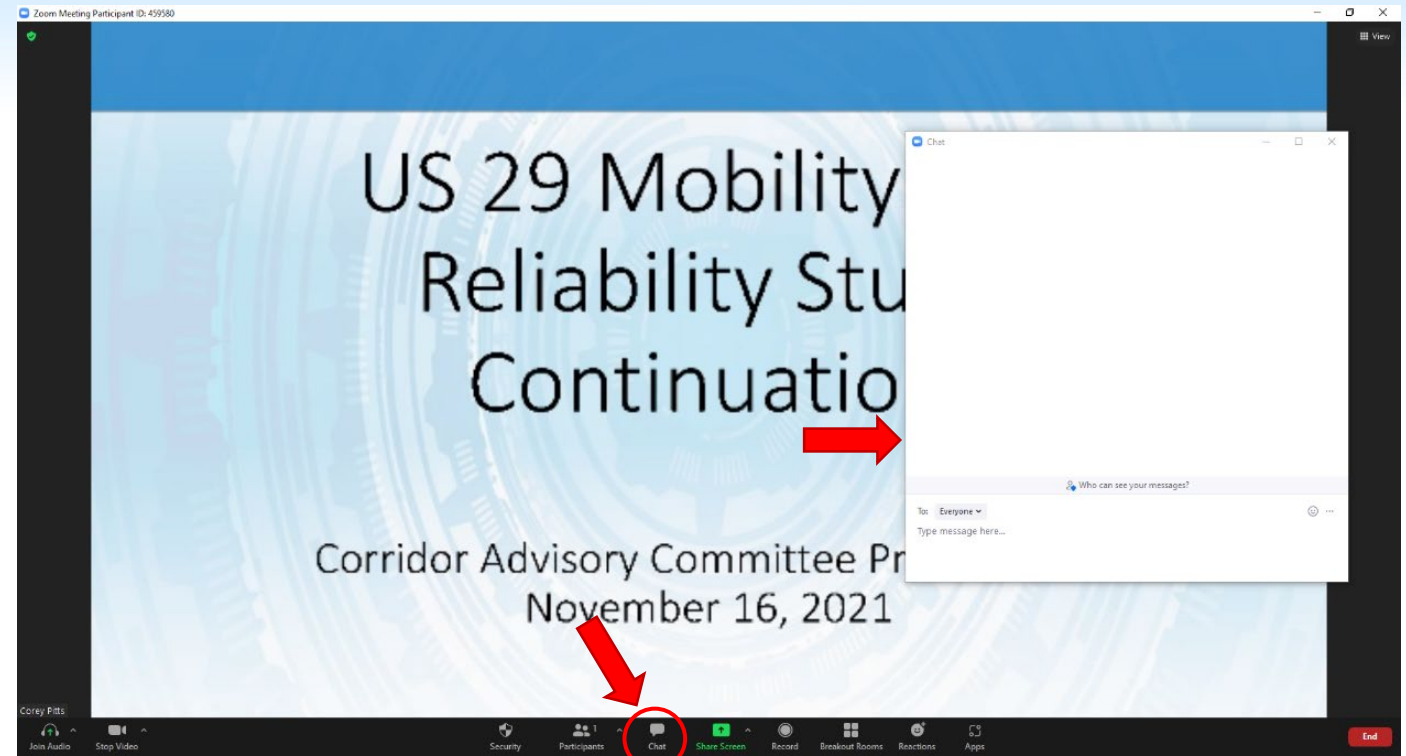 Zoom Meeting Participant ID: 459580
View
US 29 Mobility
Reliability Stu
Continuatio
Corridor Advisory Committee Pr
November 16, 2021
Chat
Who can see your messages?
To: Everyone
Type message here...
Corey Pitts
Join Audio
Stop Video
Security
Participants
1
Chat
Share Screen
Record
Breakout Rooms
Reactions
Apps
End